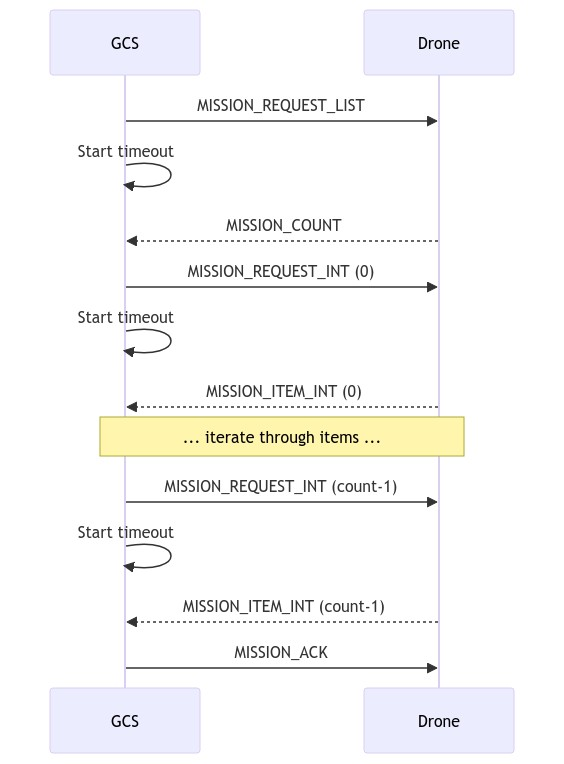 GCS
Drone
MISSION_REQUEST_LIST
Start timeout
MISSION_COUNT
MISSION_REQUEST_INT (0)
Start timeout
MISSION_ITEM_INT (0)
... iterate through items ...
MISSION_REQUEST_INT (count-1)
Start timeout
MISSION_ITEM_INT (count-1)
MISSION_ACK
GCS
Drone